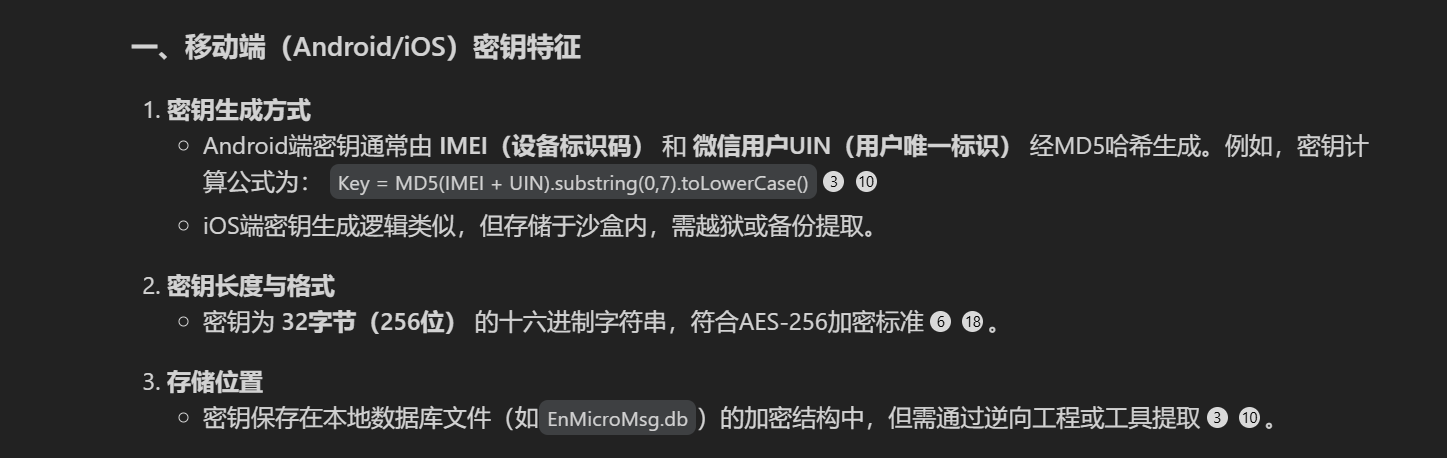 一、移动端（Android/iOS）密钥特征
1. 密钥生成方式
○ Android端密钥通常由 IMEI（设备标识码） 和 微信用户UIN（用户唯一标识） 经MD5哈希生成。例如，密钥计
算公式为： Key = MD5(IMEI + UIN).substring(0,7).toLowerCase() 3 10
○ iOS端密钥生成逻辑类似，但存储于沙盒内，需越狱或备份提取。
2. 密钥长度与格式
○ 密钥为 32字节（256位） 的十六进制字符串，符合AES-256加密标准 6 18 。
3. 存储位置
○ 密钥保存在本地数据库文件（如 EnMicroMsg.db ）的加密结构中，但需通过逆向工程或工具提取 3 10 。